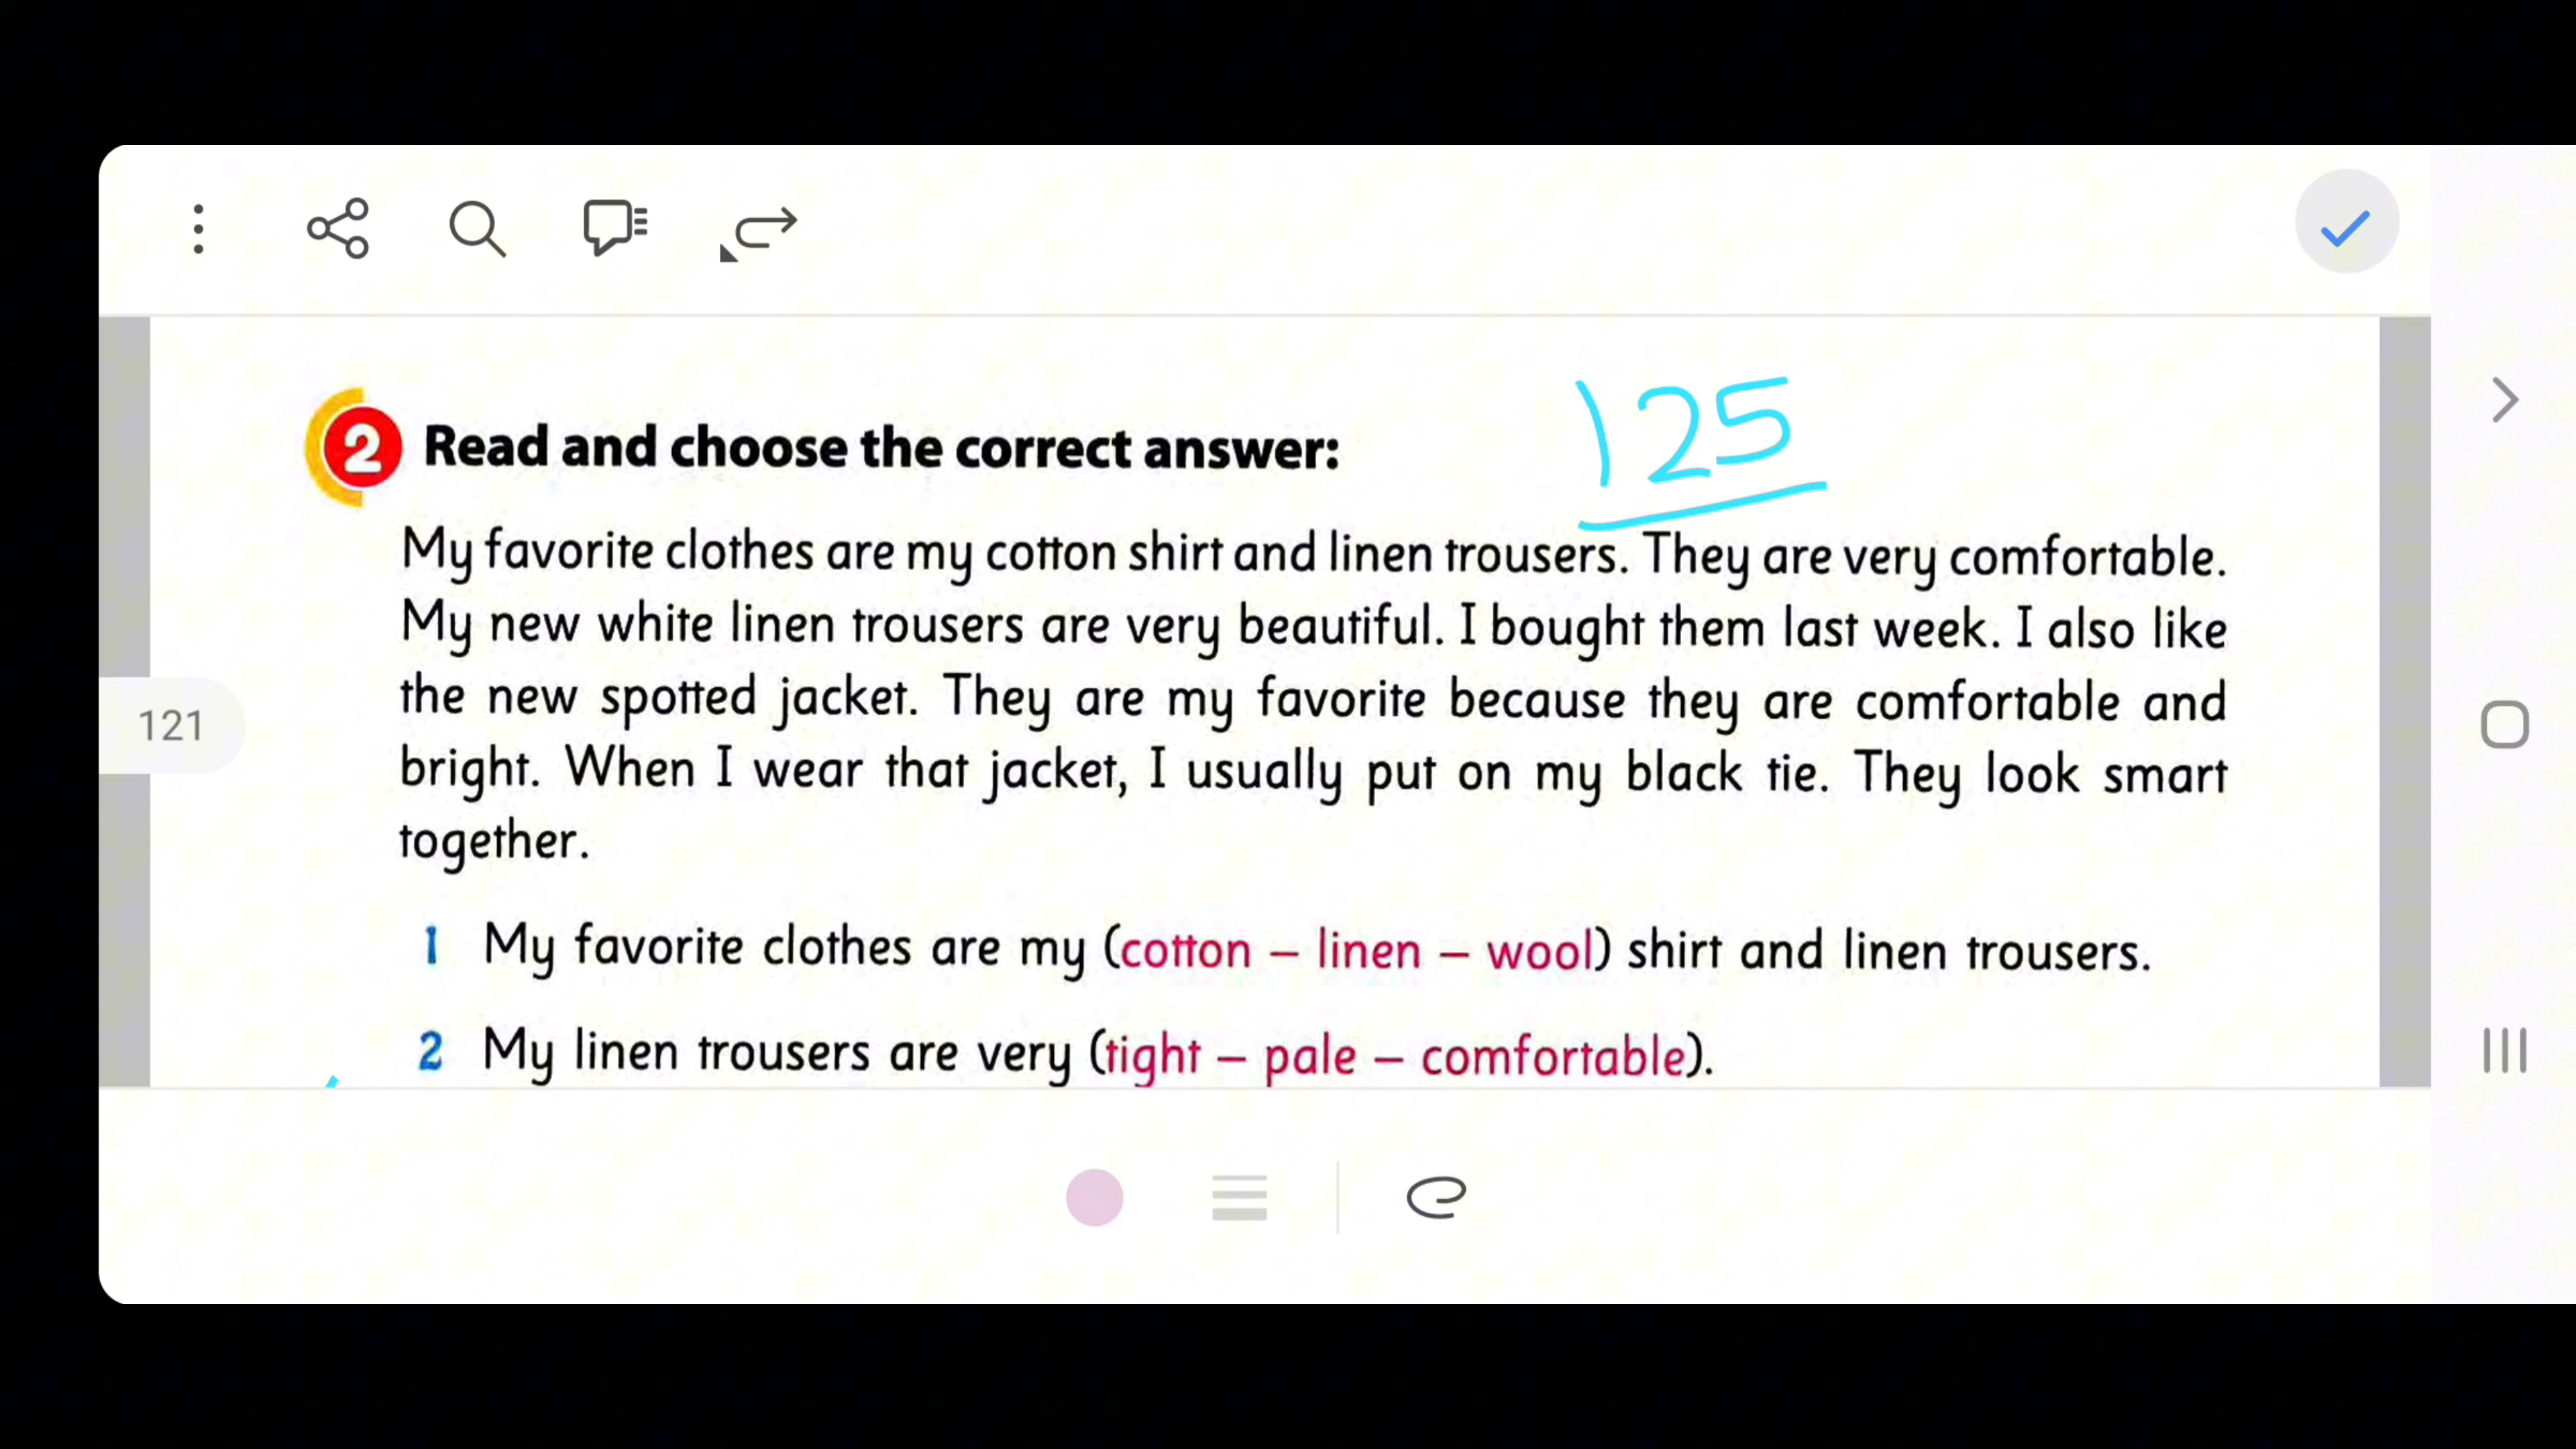 2 Read and choose the correct answer:
125
My favorite clothes are my cotton shirt and linen trousers. They are very comfortable.
My new white linen trousers are very beautiful. I bought them last week. I also like
the new spotted jacket. They are my favorite because they are comfortable and
bright. When I wear that jacket, I usually put on my black tie. They look smart
together.
121
1 My favorite clothes are my (cotton – linen – wool) shirt and linen trousers.
2 My linen trousers are very (tight – pale – comfortable).